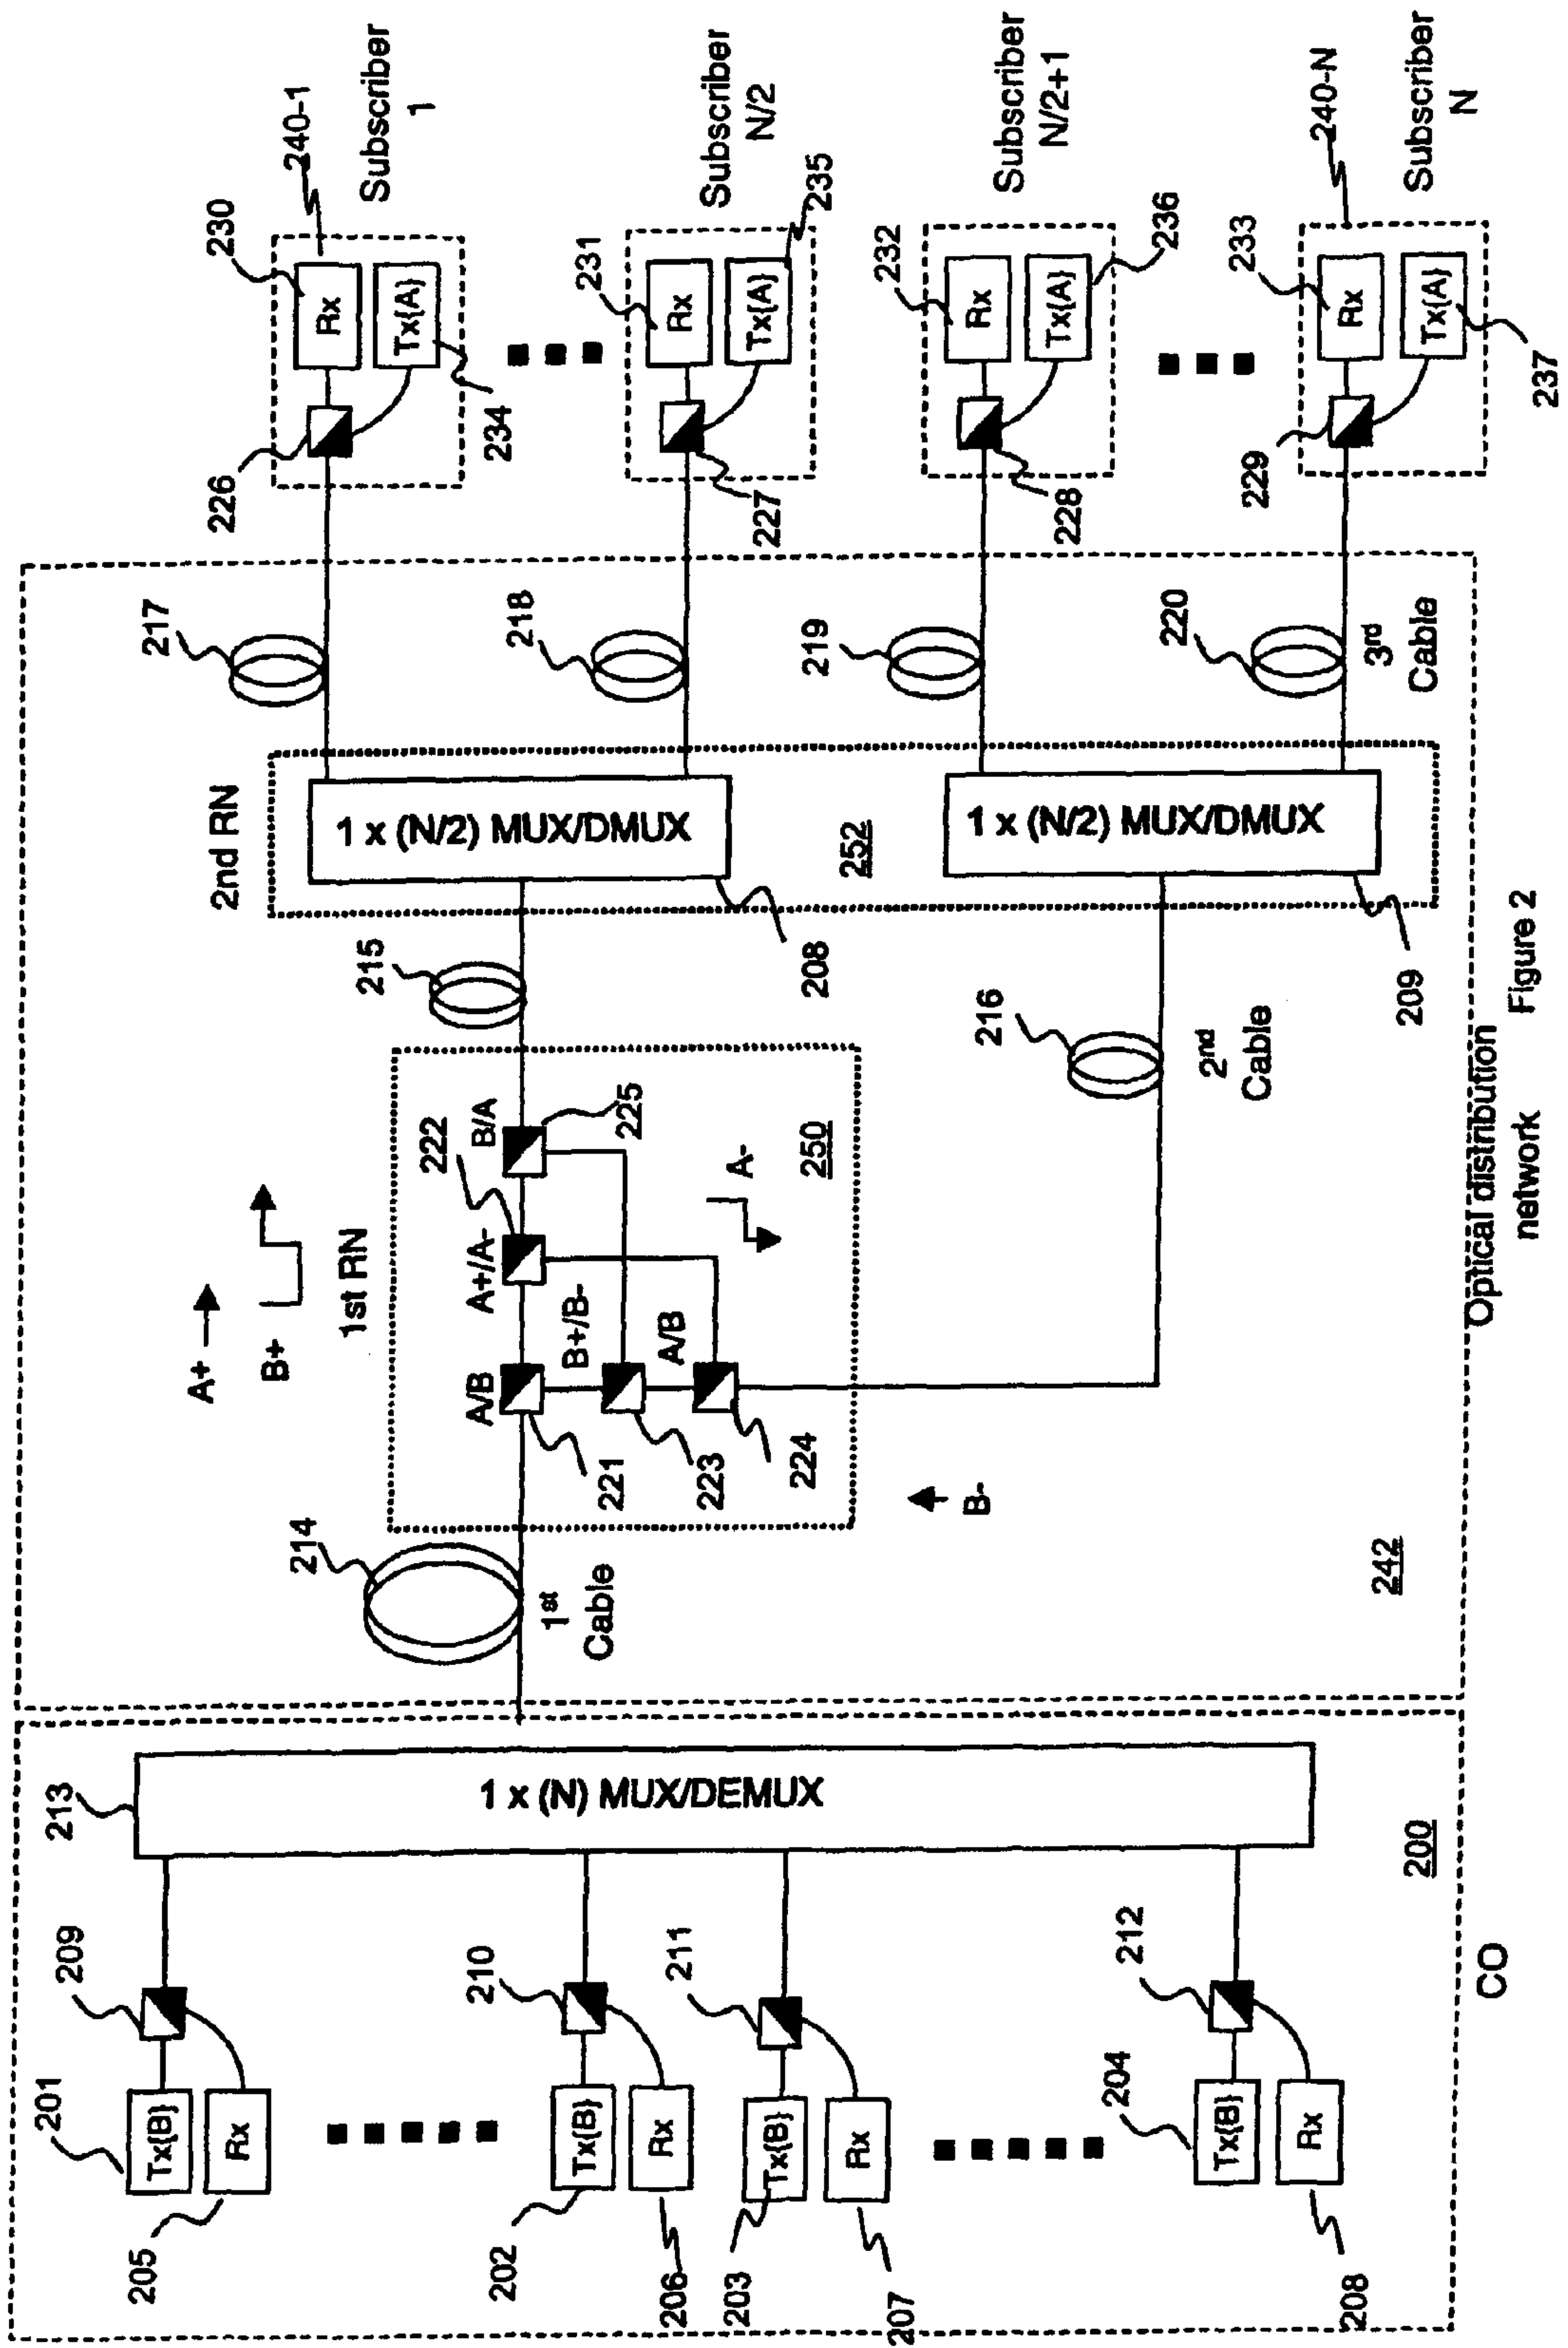 CO
200
201
Tx{B}
209
205
Rx
202
Tx{B}
210
206
Rx
203
Tx{B}
211
207
Rx
204
Tx{B}
212
208
Rx
213
1 x (N) MUX/DEMUX
Optical distribution
network
242
214
1st
Cable
A+
B+
1st RN
A/B
221
A+/A-
222
B/A
225
B+/B-
223
A/B
224
A-
250
B-
215
216
2nd
Cable
2nd RN
1 x (N/2) MUX/DMUX
208
252
1 x (N/2) MUX/DMUX
209
217
218
219
220
3rd
Cable
226
230
Rx
Tx{A}
234
240-1
Subscriber
1
227
231
Rx
Tx{A}
235
Subscriber
N/2
228
232
Rx
Tx{A}
236
Subscriber
N/2+1
229
233
Rx
Tx{A}
237
240-N
Subscriber
N
Figure 2